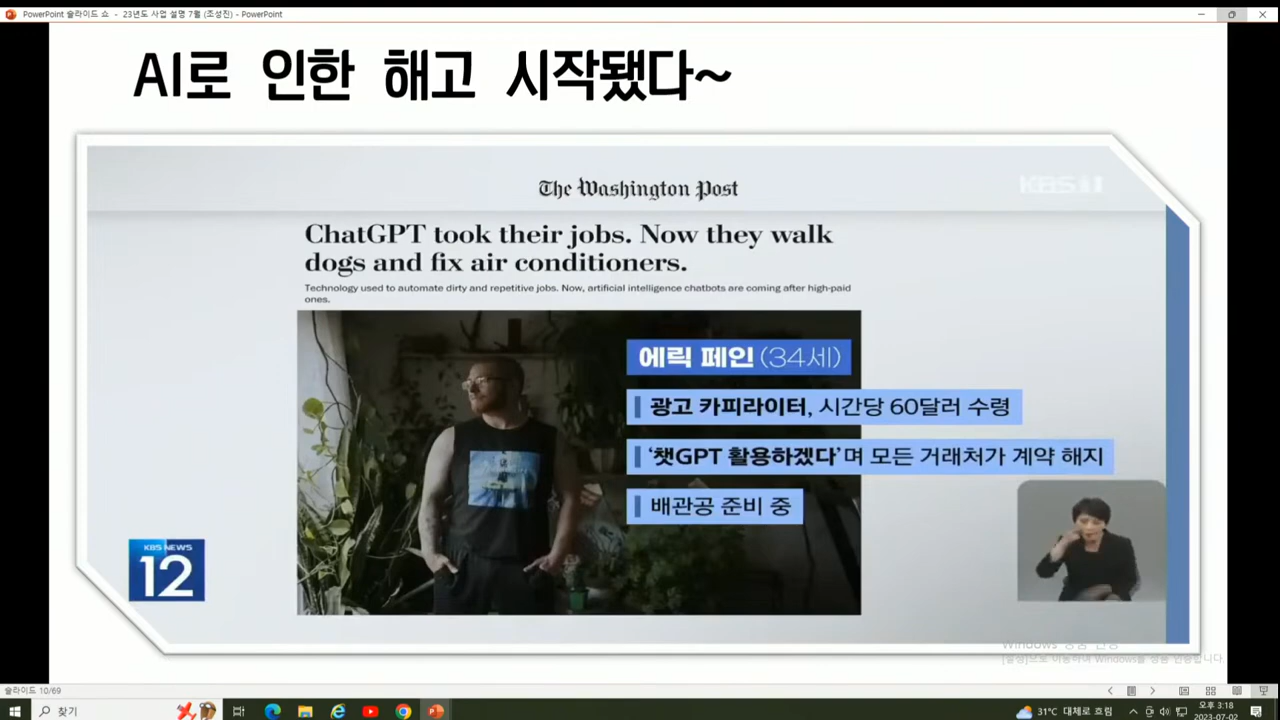 PowerPoint 슬라이드 쇼 - 23년도 사업 설명 7월 (조성진) - PowerPoint
AI로 인한 해고 시작됐다~
The Washington Post
KBS
ChatGPT took their jobs. Now they walk
dogs and fix air conditioners.
Technology used to automate dirty and repetitive jobs. Now, artificial intelligence chatbots are coming after high-paid
ones.
에릭 페인 (34세)
광고 카피라이터, 시간당 60달러 수령
‘챗GPT 활용하겠다’며 모든 거래처가 계약 해지
배관공 준비 중
KBS NEWS
12
Windows 정품 인증
[설정]으로 이동하여 Windows를 정품 인증합니다.
슬라이드 10/69
찾기
31°C 대체로 흐림
오후 3:18
2023-07-02